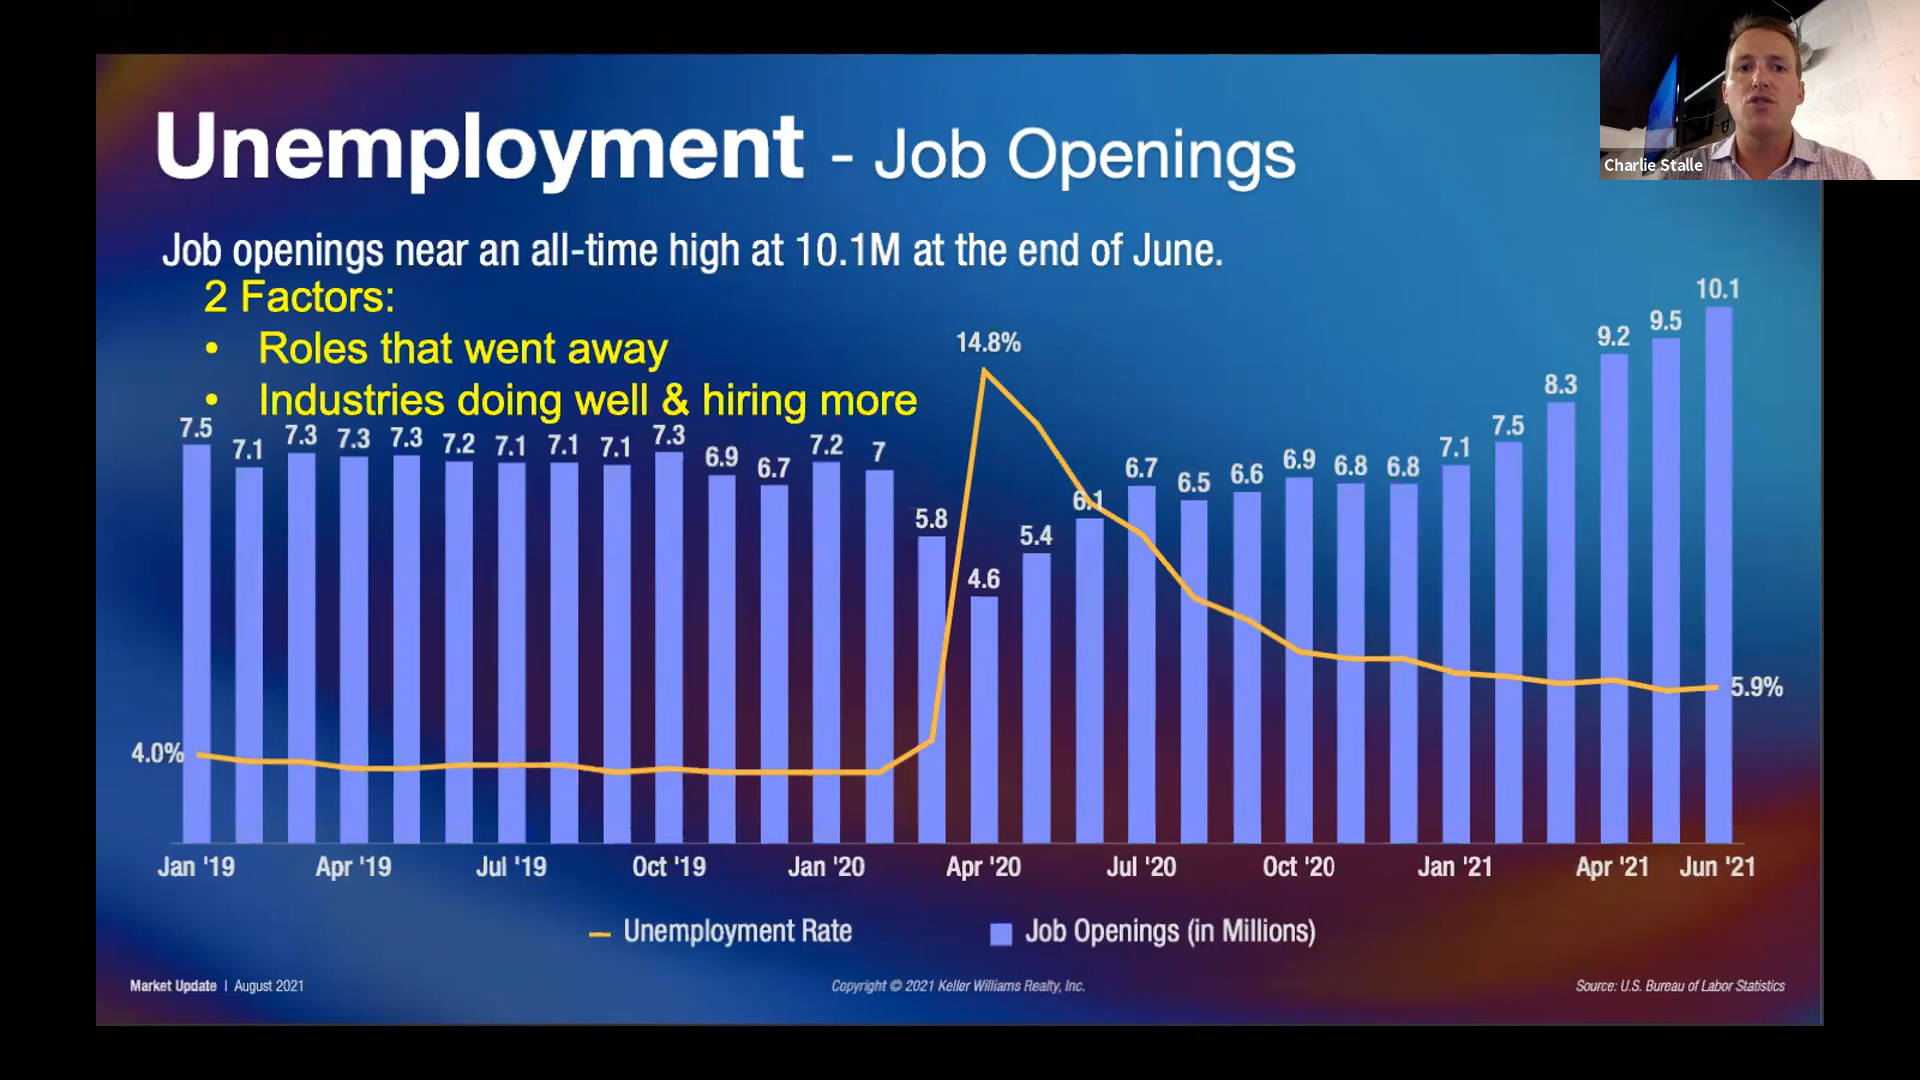 Charlie Stalle
Unemployment - Job Openings
Job openings near an all-time high at 10.1M at the end of June.
2 Factors:
• Roles that went away
• Industries doing well & hiring more
7.5 7.1 7.3 7.3 7.3 7.2 7.1 7.1 7.1 7.3 6.9 6.7 7.2 7 5.8 4.6 5.4 6.1 6.7 6.5 6.6 6.9 6.8 6.8 7.1 7.5 8.3 9.2 9.5 10.1
14.8%
4.0%
5.9%
Jan '19 Apr '19 Jul '19 Oct '19 Jan '20 Apr '20 Jul '20 Oct '20 Jan '21 Apr '21 Jun '21
Unemployment Rate Job Openings (in Millions)
Market Update | August 2021 Copyright © 2021 Keller Williams Realty, Inc. Source: U.S. Bureau of Labor Statistics